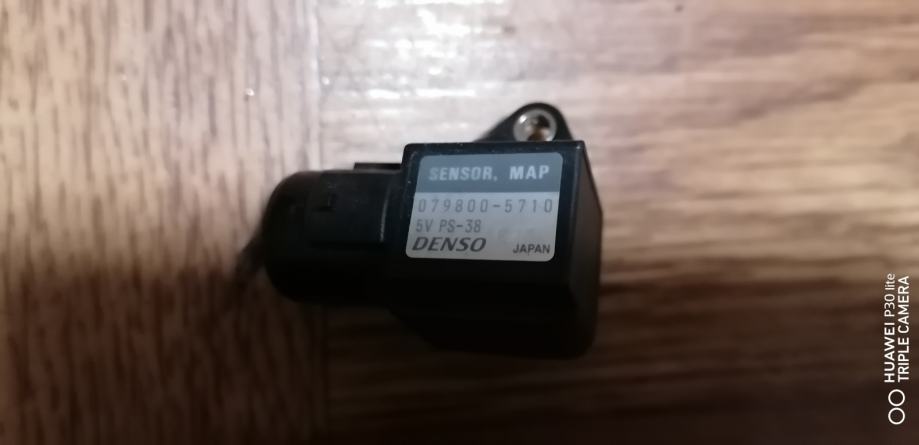 SENSOR, MAP
079800-5710
5V PS-38
DENSO JAPAN
HUAWEI P30 lite
TRIPLE CAMERA